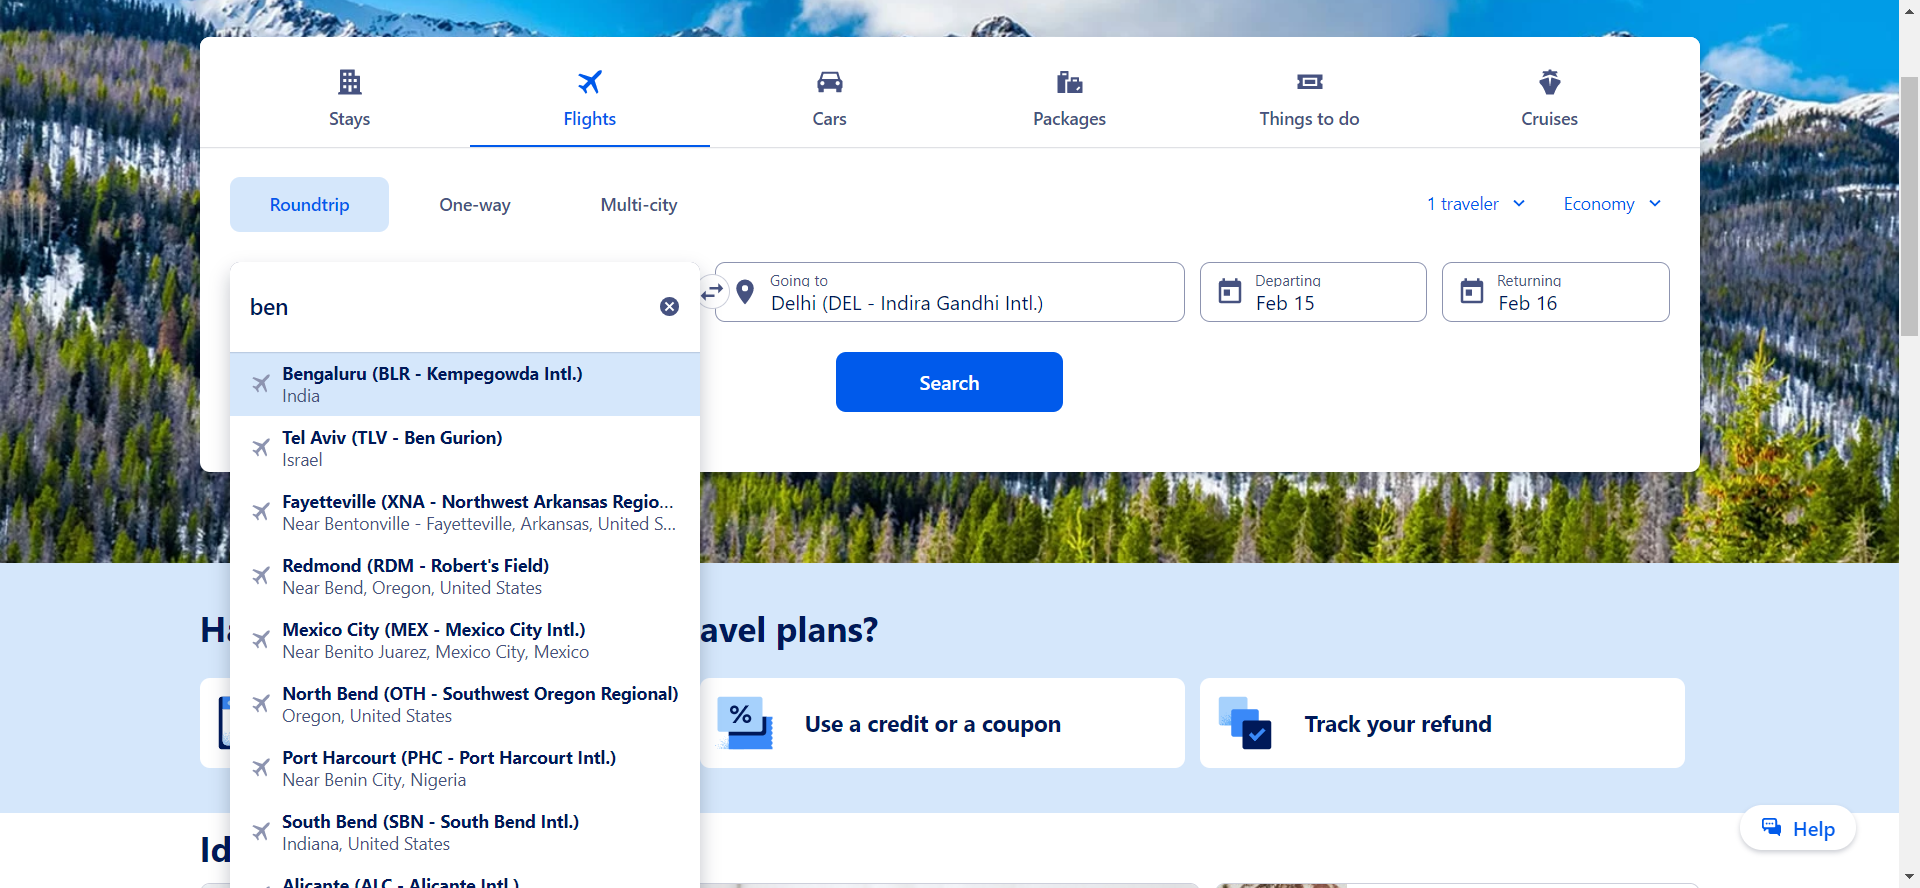 Stays
Flights
Cars
Packages
Things to do
Cruises
Roundtrip
One-way
Multi-city
1 traveler
Economy
ben
Going to
Delhi (DEL - Indira Gandhi Intl.)
Departing
Feb 15
Returning
Feb 16
Search
Bengaluru (BLR - Kempegowda Intl.)
India
Tel Aviv (TLV - Ben Gurion)
Israel
Fayetteville (XNA - Northwest Arkansas Regio...
Near Bentonville - Fayetteville, Arkansas, United S...
Redmond (RDM - Robert's Field)
Near Bend, Oregon, United States
Mexico City (MEX - Mexico City Intl.)
Near Benito Juarez, Mexico City, Mexico
North Bend (OTH - Southwest Oregon Regional)
Oregon, United States
Port Harcourt (PHC - Port Harcourt Intl.)
Near Benin City, Nigeria
South Bend (SBN - South Bend Intl.)
Indiana, United States
Alicante (ALC - Alicante Intl.)
avel plans?
%
Use a credit or a coupon
Track your refund
Help